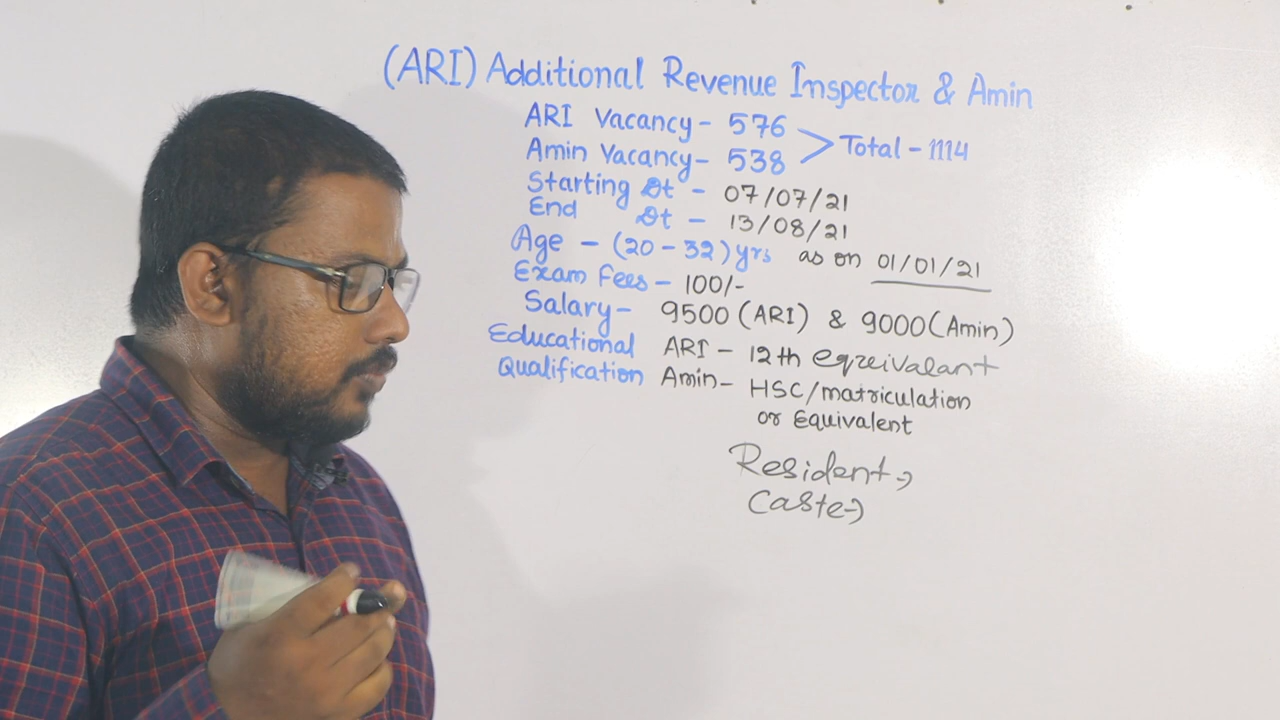 (ARI) Additional Revenue Inspector & Amin
ARI Vacancy - 576
Amin Vacancy - 538
> Total - 1114
Starting Dt - 07/07/21
End Dt - 13/08/21
Age - (20 - 32) yrs as on 01/01/21
Exam Fees - 100/-
Salary - 9500 (ARI) & 9000 (Amin)
Educational Qualification
ARI - 12th eqreivalant
Amin - HSC/matriculation
or Equivalent
Resident →
Caste →